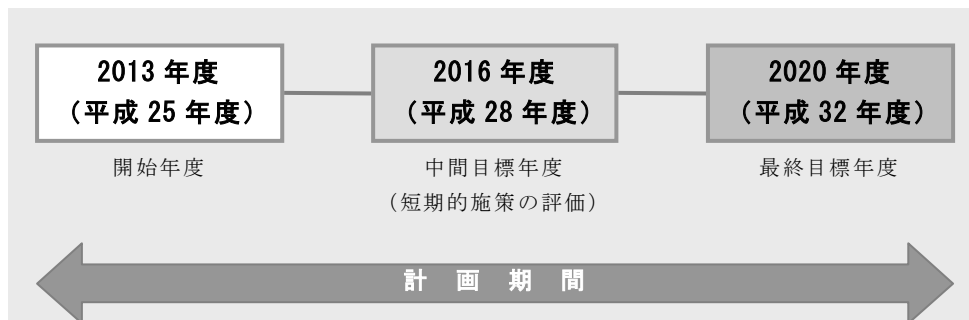 2013 年度
（平成 25 年度）
開始年度
2016 年度
（平成 28 年度）
中間目標年度
（短期的施策の評価）
2020 年度
（平成 32 年度）
最終目標年度
計 画 期 間